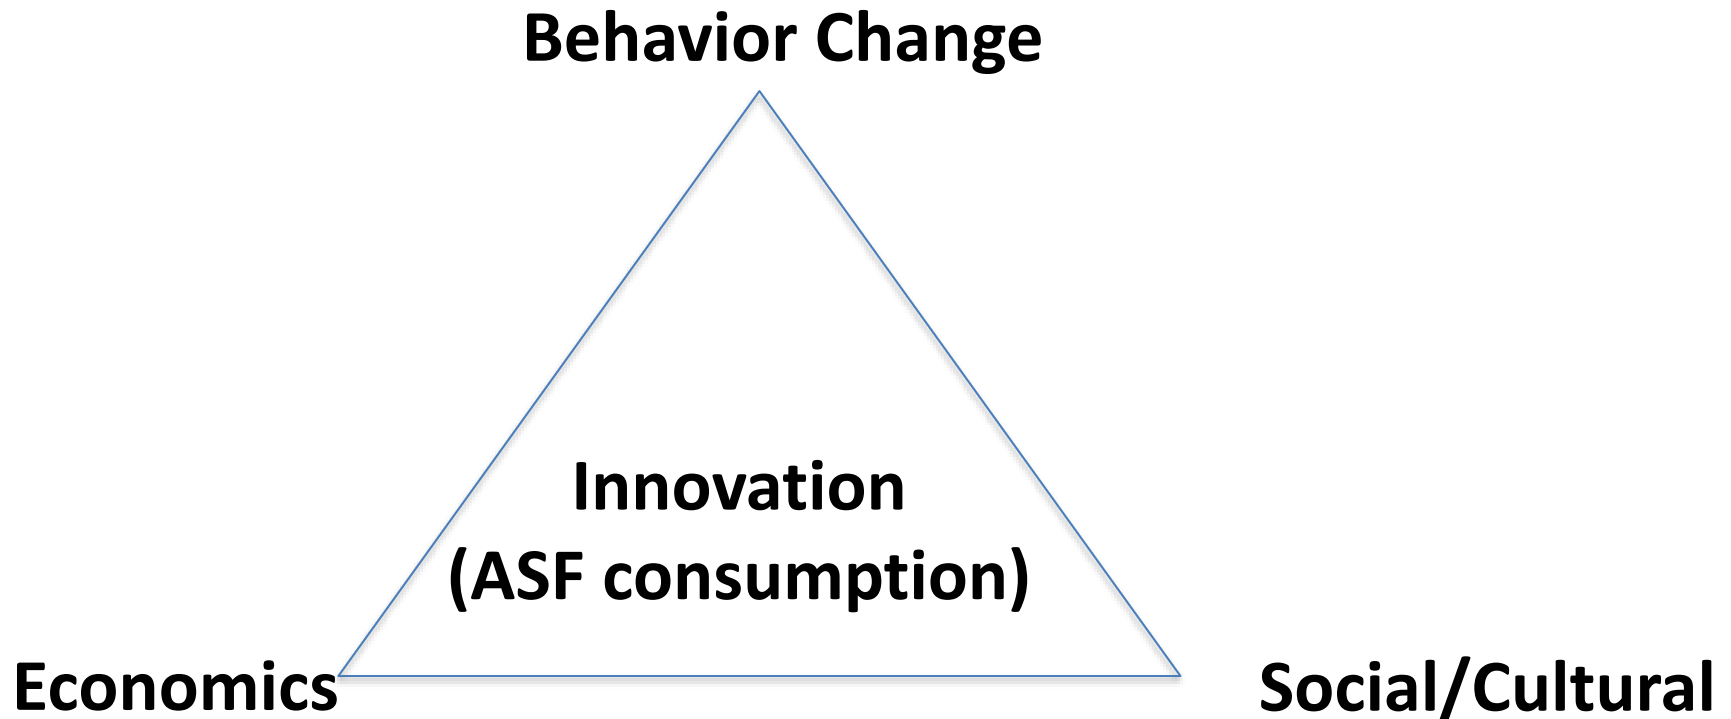 Behavior Change
Innovation
(ASF consumption)
Economics
Social/Cultural